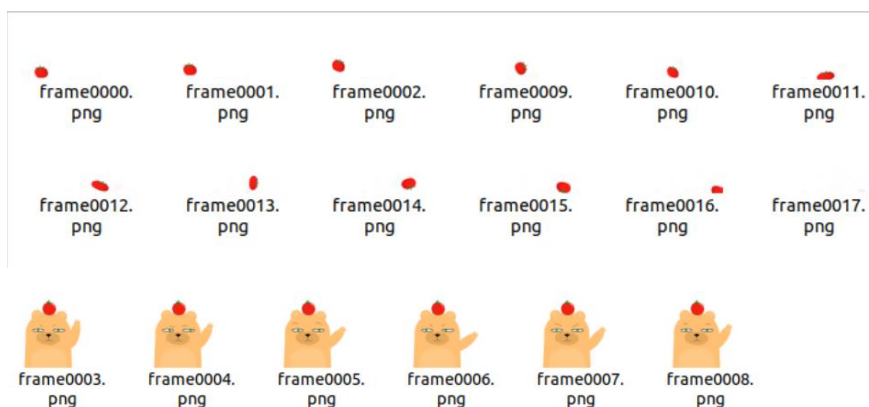 frame0000. frame0001. frame0002. frame0009. frame0010. frame0011.
png png png png png png
frame0012. frame0013. frame0014. frame0015. frame0016. frame0017.
png png png png png png
frame0003. frame0004. frame0005. frame0006. frame0007. frame0008.
png png png png png png